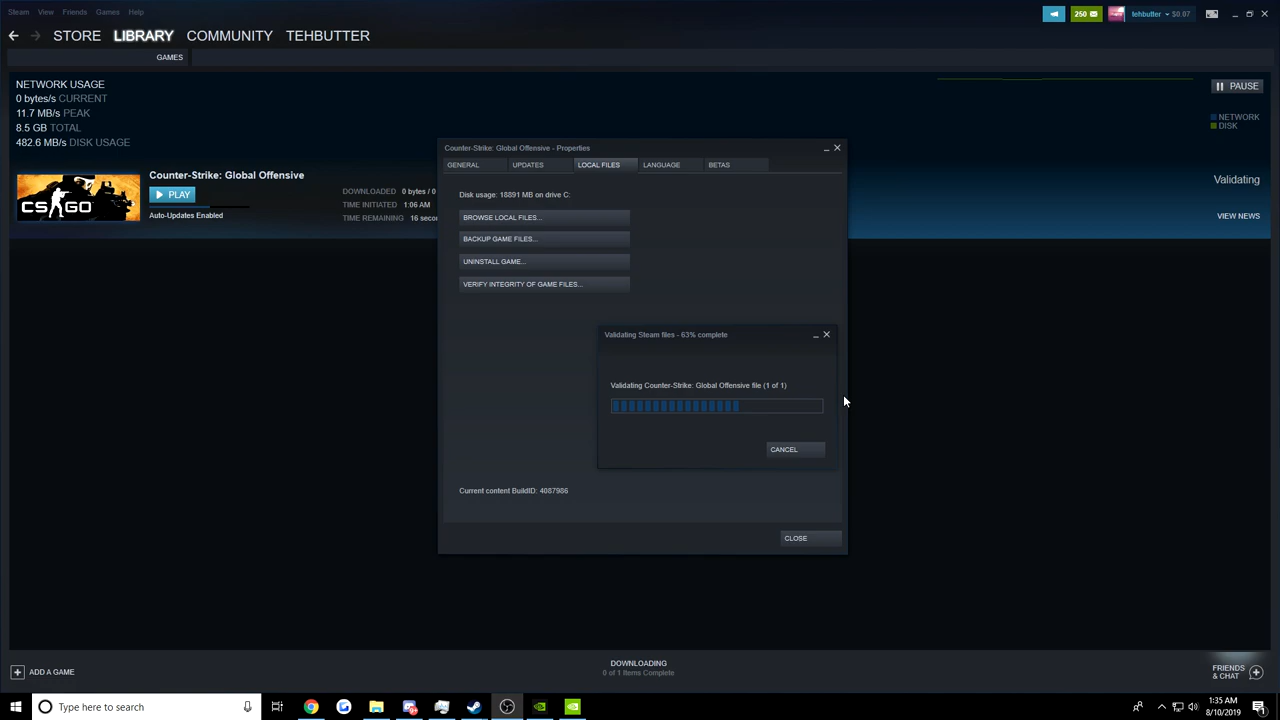 Steam View Friends Games Help
250 tehbutter $0.07
STORE LIBRARY COMMUNITY TEHBUTTER
GAMES
NETWORK USAGE
0 bytes/s CURRENT
11.7 MB/s PEAK
8.5 GB TOTAL
482.6 MB/s DISK USAGE
PAUSE
NETWORK
DISK
CS GO
Counter-Strike: Global Offensive
PLAY
Auto-Updates Enabled
DOWNLOADED 0 bytes / 0
TIME INITIATED 1:06 AM
TIME REMAINING 16 secor
Validating
VIEW NEWS
Counter-Strike: Global Offensive - Properties
GENERAL UPDATES LOCAL FILES LANGUAGE BETAS
Disk usage: 18891 MB on drive C:
BROWSE LOCAL FILES...
BACKUP GAME FILES...
UNINSTALL GAME...
VERIFY INTEGRITY OF GAME FILES...
Validating Steam files - 63% complete
Validating Counter-Strike: Global Offensive file (1 of 1)
CANCEL
Current content BuildID: 4087986
CLOSE
ADD A GAME
DOWNLOADING
0 of 1 Items Complete
FRIENDS
& CHAT
Type here to search
1:35 AM
8/10/2019